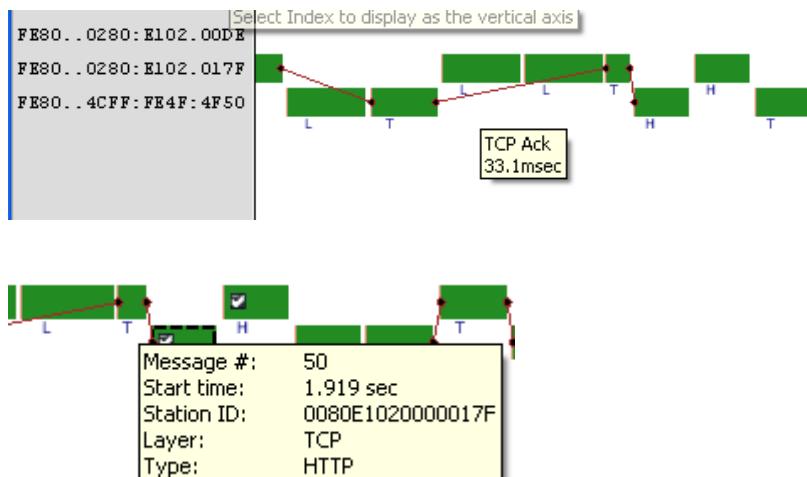 Select Index to display as the vertical axis
FE80..0280:E102.00DE
FE80..0280:E102.017F
FE80..4CFF:FE4F:4F50
L T L L T H H T
TCP Ack
33.1msec
L T H T
Message #: 50
Start time: 1.919 sec
Station ID: 0080E1020000017F
Layer: TCP
Type: HTTP